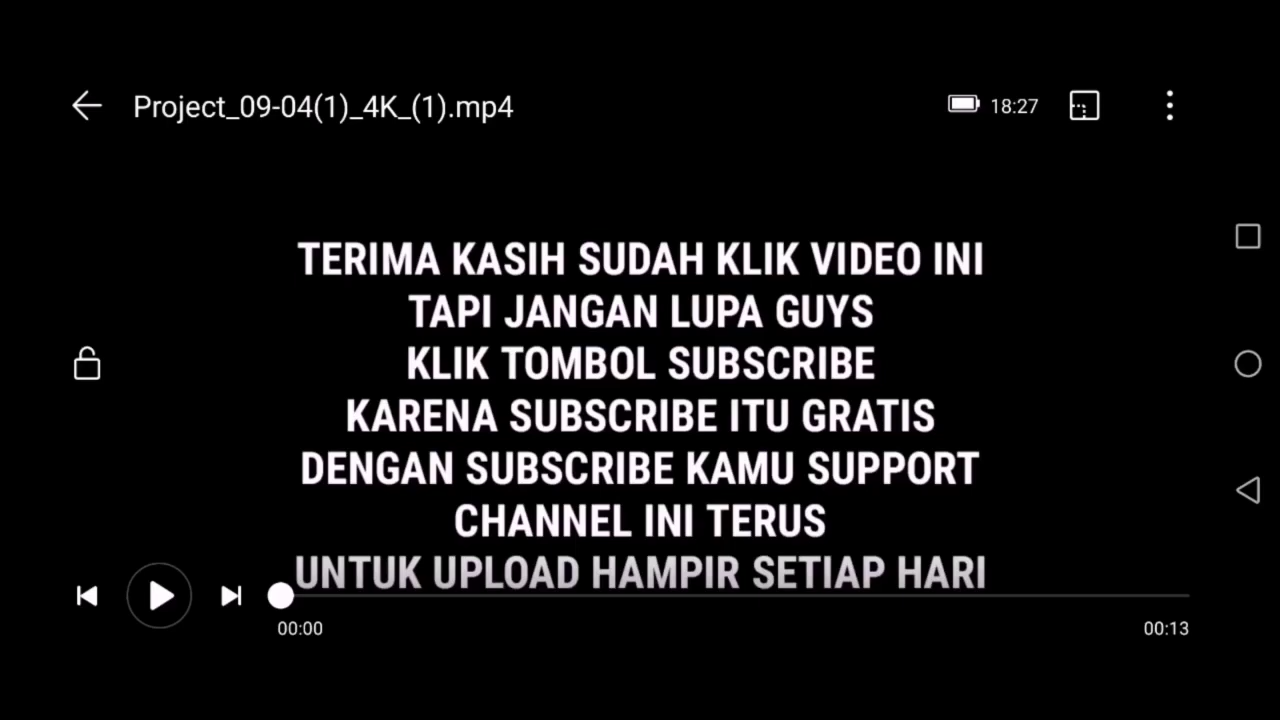 Project_09-04(1)_4K_(1).mp4
18:27
TERIMA KASIH SUDAH KLIK VIDEO INI
TAPI JANGAN LUPA GUYS
KLIK TOMBOL SUBSCRIBE
KARENA SUBSCRIBE ITU GRATIS
DENGAN SUBSCRIBE KAMU SUPPORT
CHANNEL INI TERUS
UNTUK UPLOAD HAMPIR SETIAP HARI
00:00
00:13